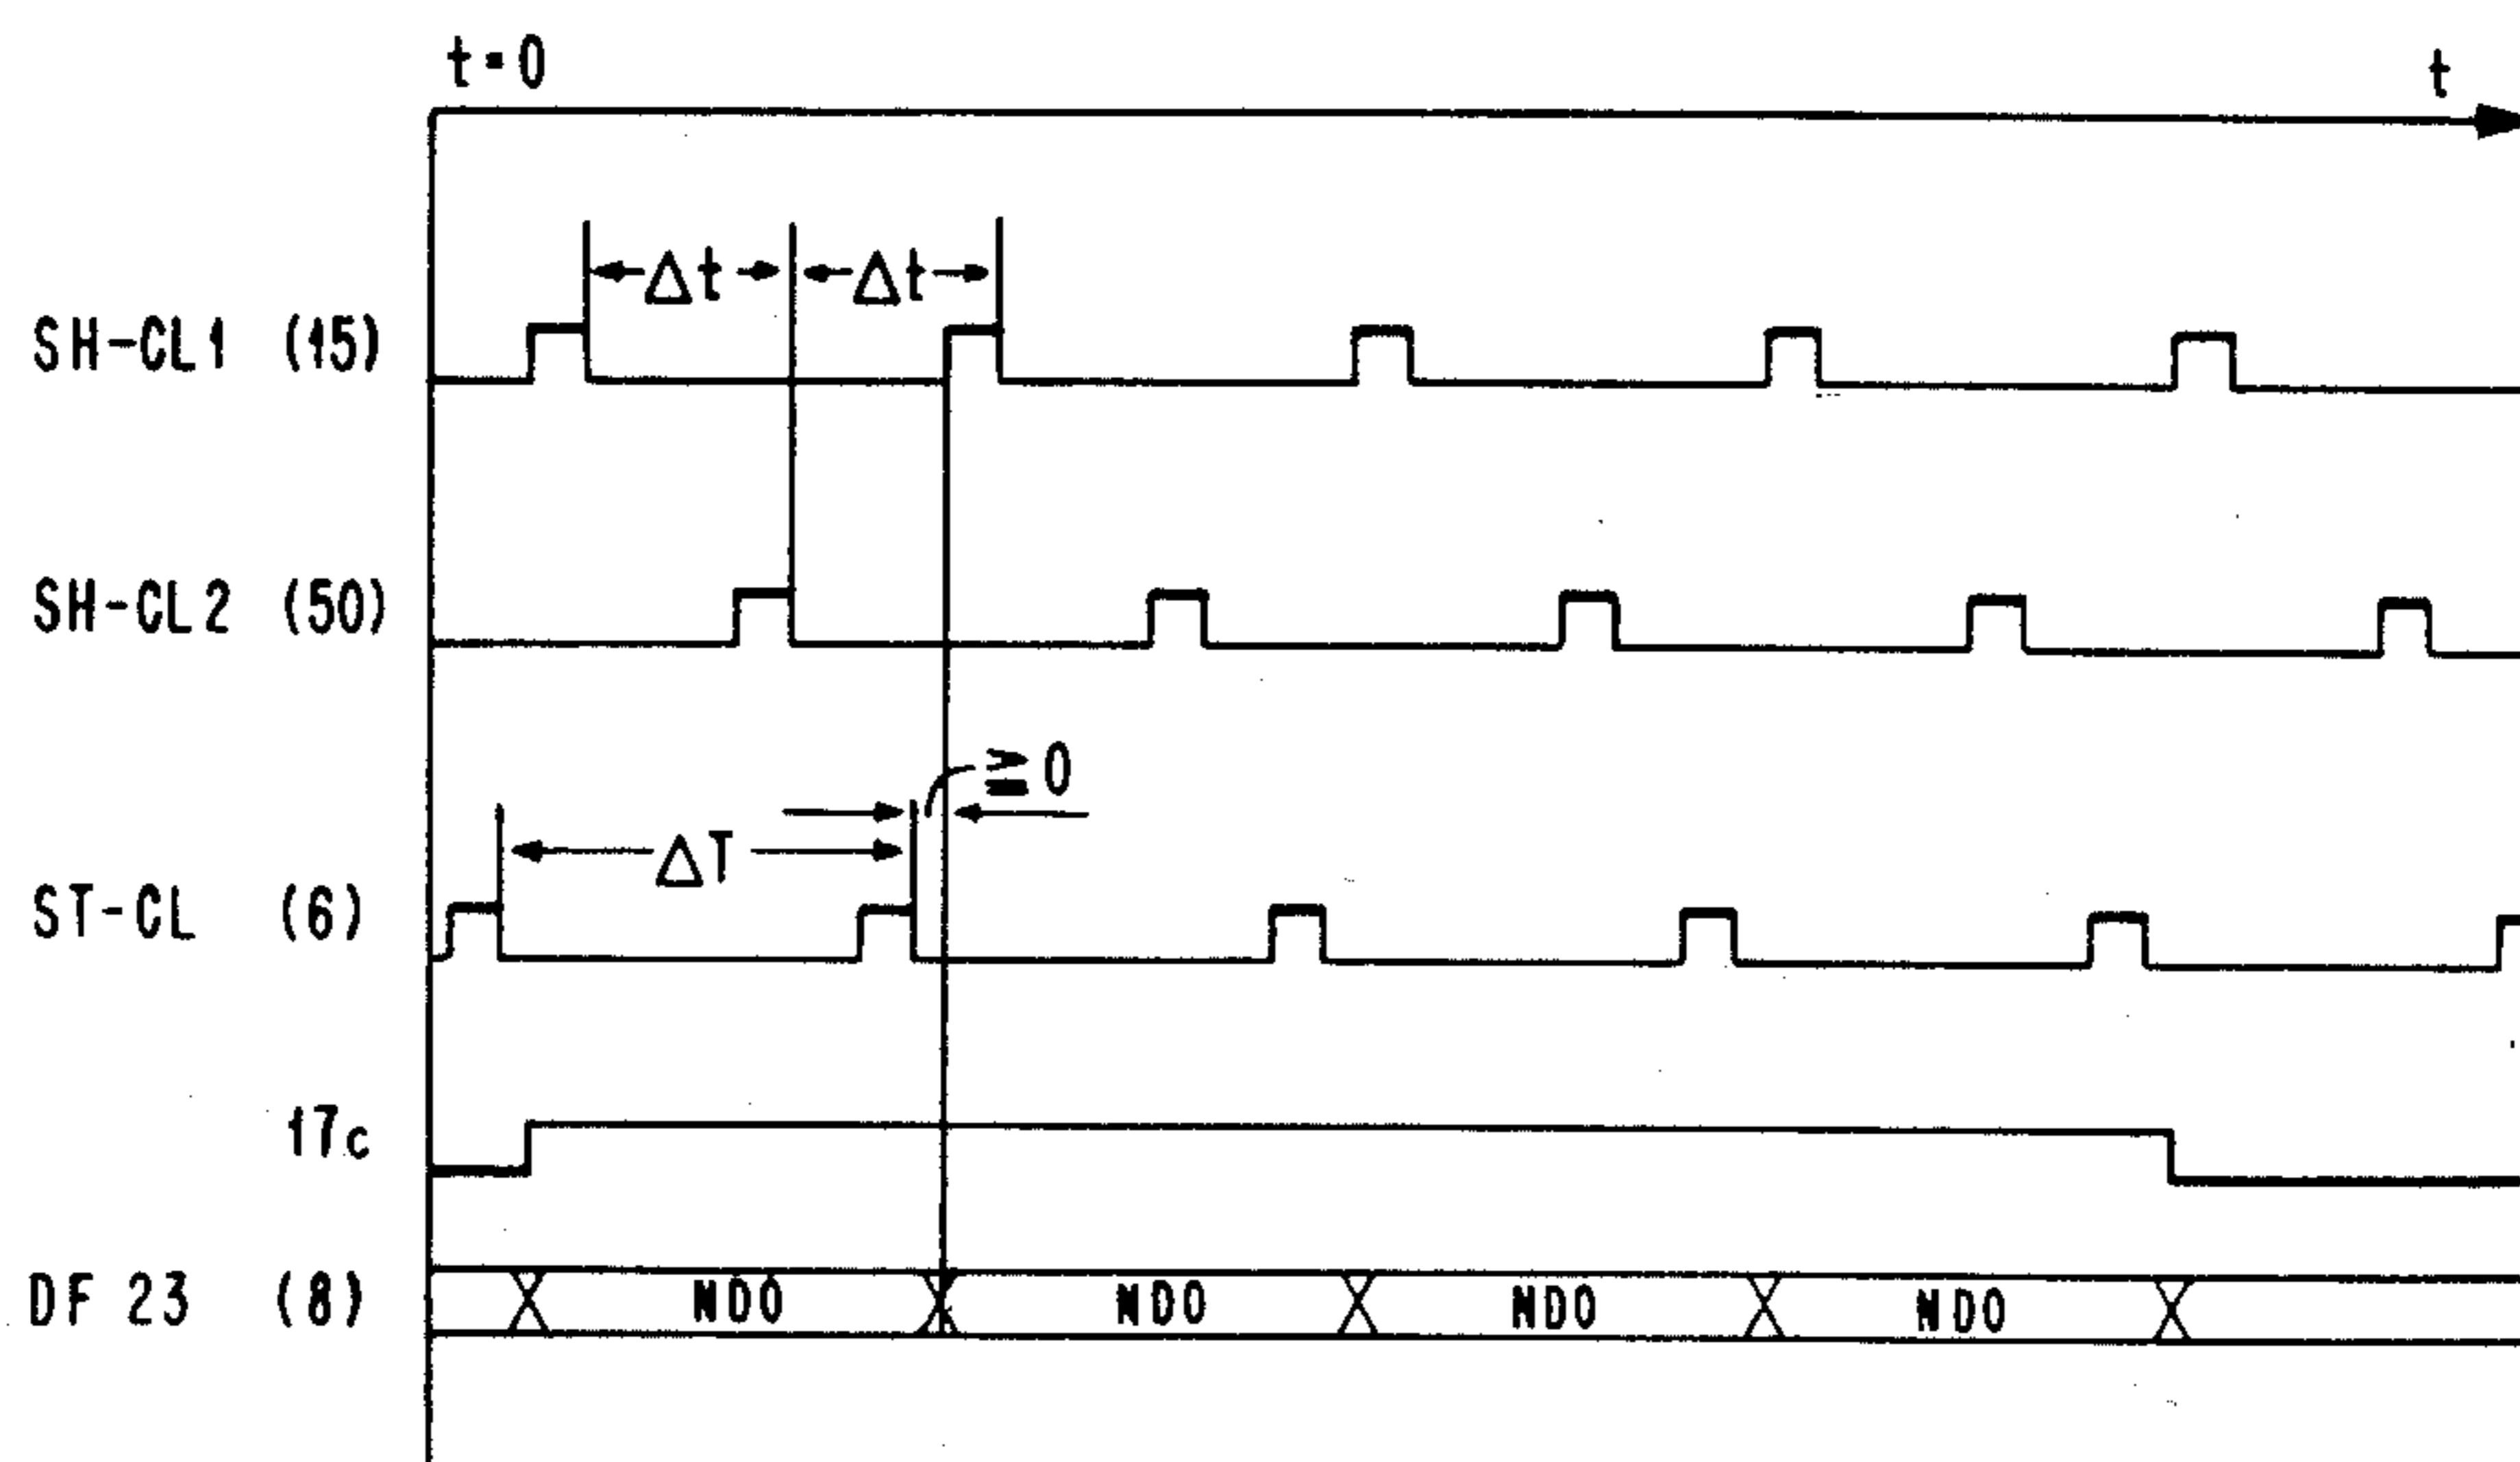 t=0 t
Δt Δt
SH-CL1 (15)
SH-CL2 (50)
≧0
ΔT
ST-CL (6)
17c
DF 23 (8) NDO NDO NDO NDO